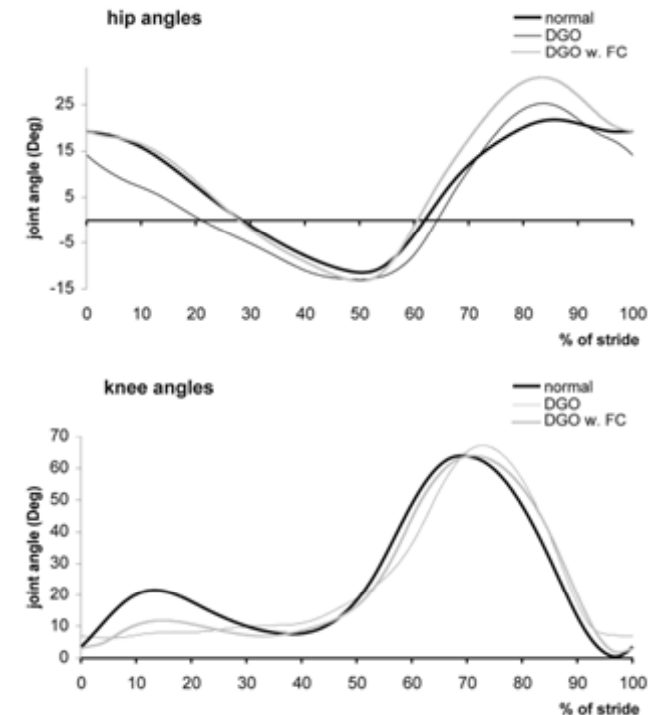 hip angles
normal
DGO
DGO w. FC
joint angle (Deg)
25
15
5
-5
-15
0 10 20 30 40 50 60 70 80 90 100
% of stride
knee angles
normal
DGO
DGO w. FC
joint angle (Deg)
70
60
50
40
30
20
10
0
0 10 20 30 40 50 60 70 80 90 100
% of stride